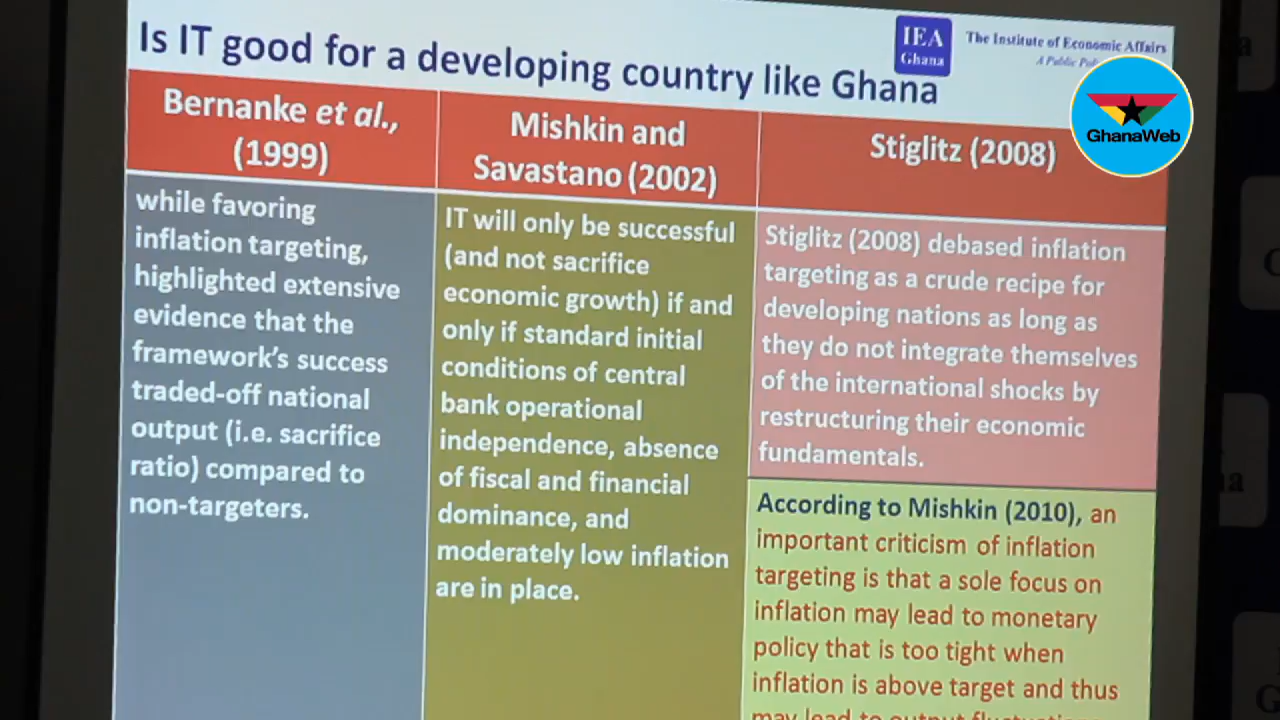 Is IT good for a developing country like Ghana
IEA
Ghana
The Institute of Economic Affairs
A Public
GhanaWeb
Bernanke et al.,
(1999)
while favoring
inflation targeting,
highlighted extensive
evidence that the
framework's success
traded-off national
output (i.e. sacrifice
ratio) compared to
non-targeters.
Mishkin and
Savastano (2002)
IT will only be successful
(and not sacrifice
economic growth) if and
only if standard initial
conditions of central
bank operational
independence, absence
of fiscal and financial
dominance, and
moderately low inflation
are in place.
Stiglitz (2008)
Stiglitz (2008) debased inflation
targeting as a crude recipe for
developing nations as long as
they do not integrate themselves
of the international shocks by
restructuring their economic
fundamentals.
According to Mishkin (2010), an
important criticism of inflation
targeting is that a sole focus on
inflation may lead to monetary
policy that is too tight when
inflation is above target and thus
may lead to output